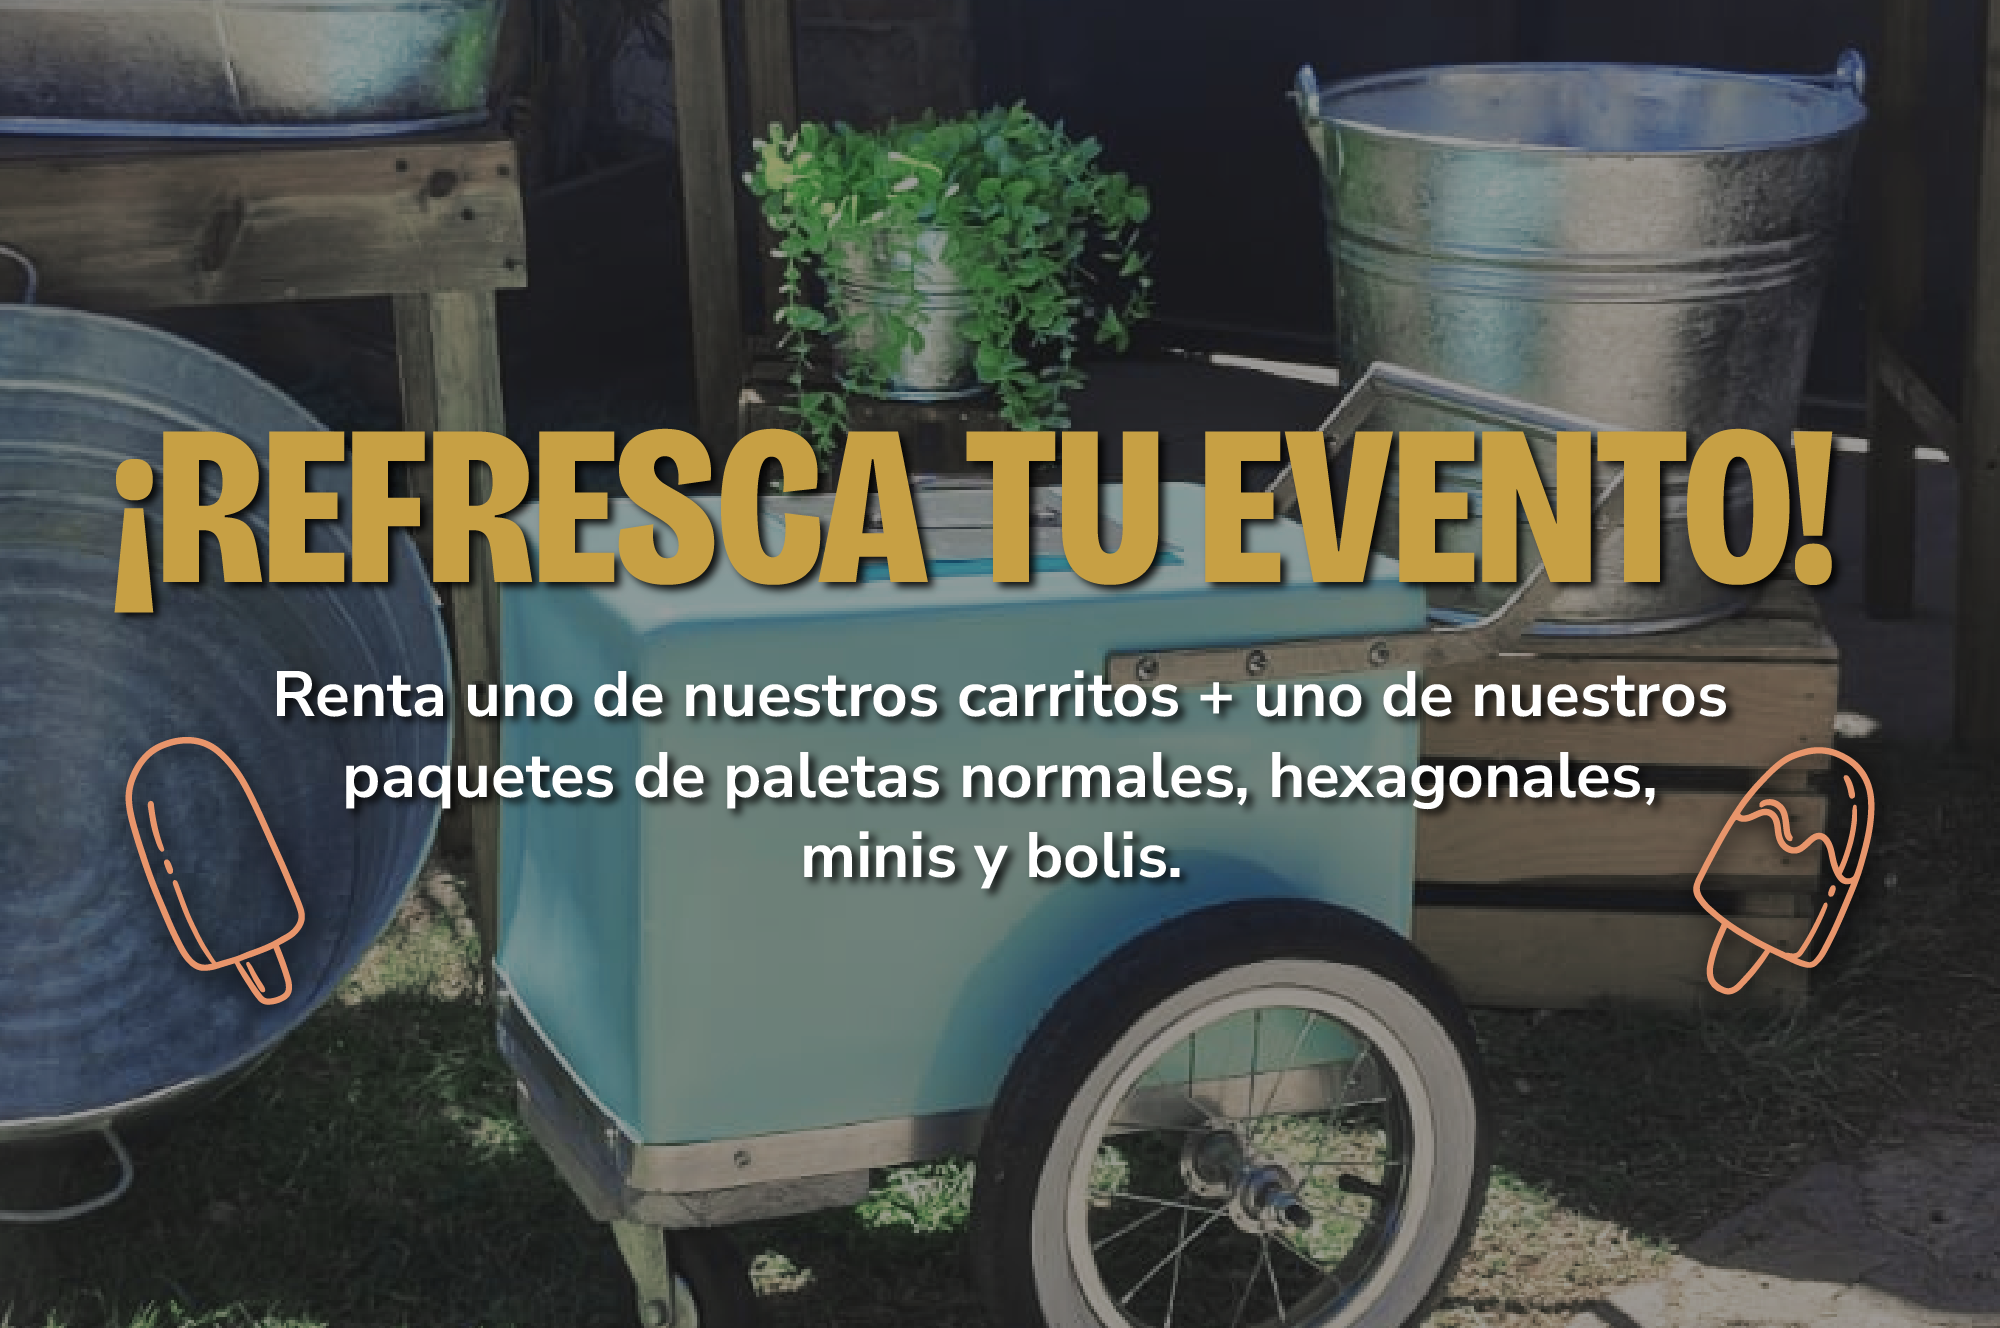 ¡REFRESCA TU EVENTO!
Renta uno de nuestros carritos + uno de nuestros
paquetes de paletas normales, hexagonales,
minis y bolis.